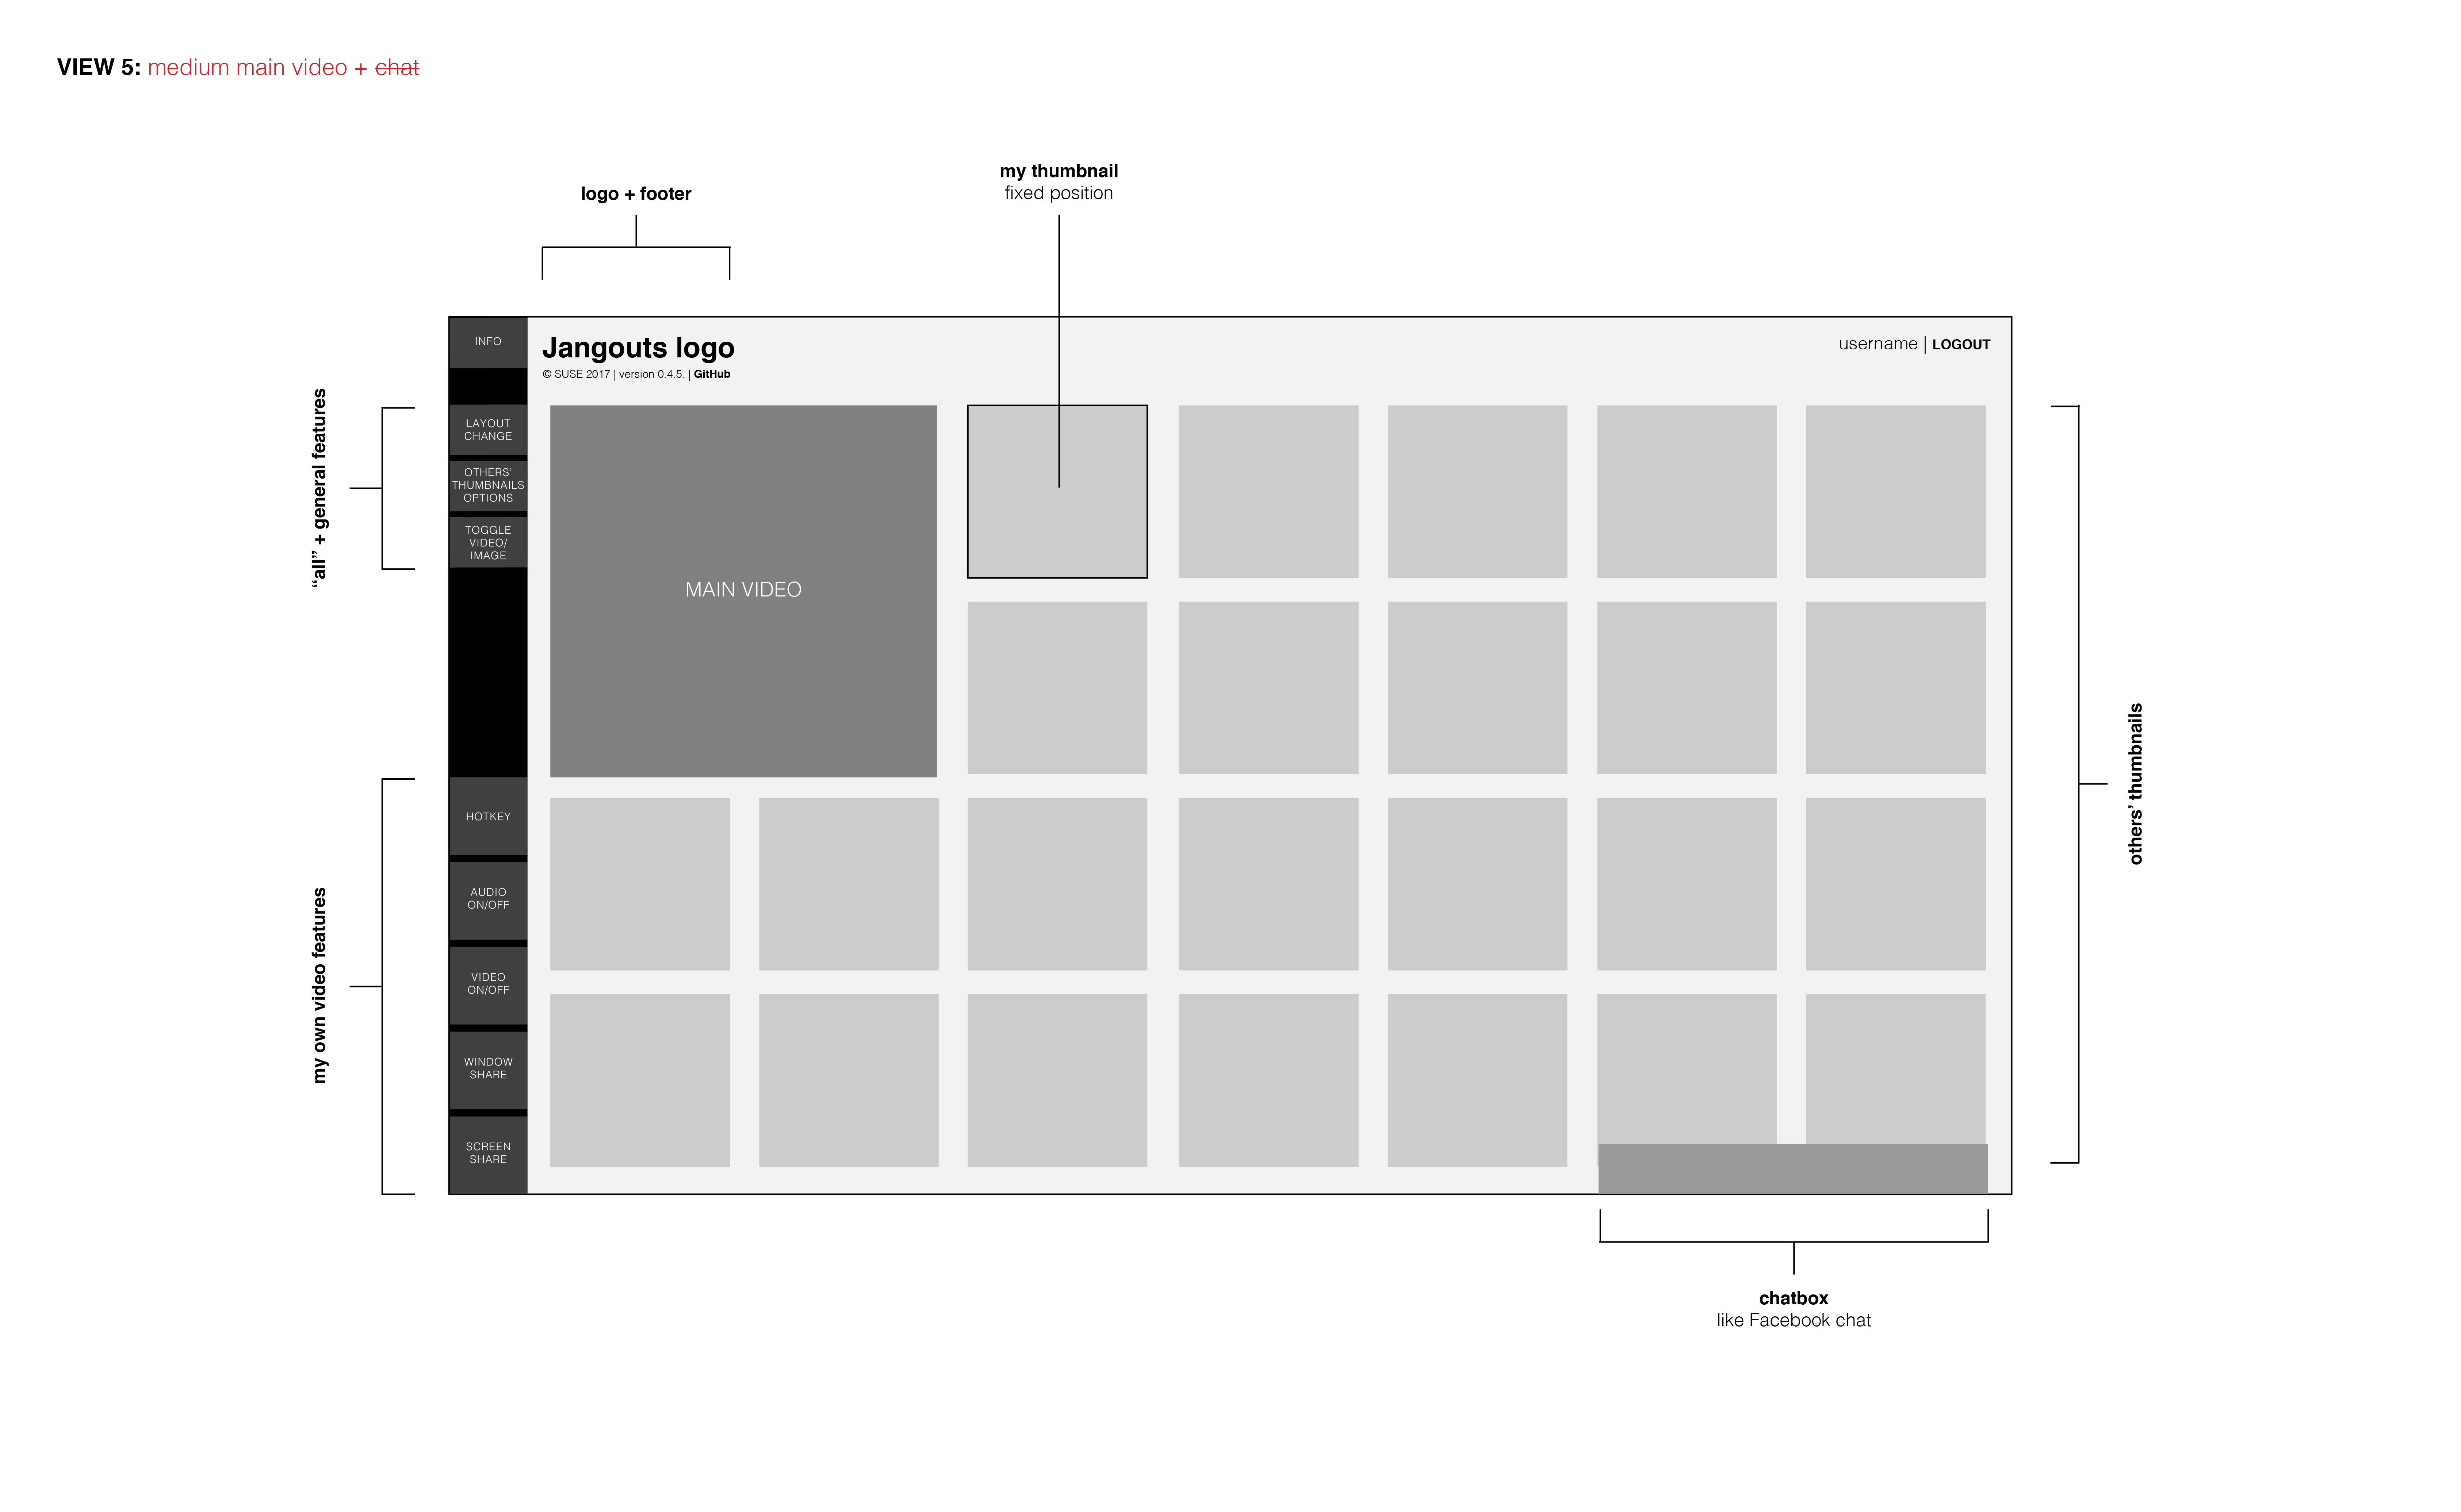 VIEW 5: medium main video + chat
logo + footer
my thumbnail
fixed position
INFO
Jangouts logo
© SUSE 2017 | version 0.4.5. | GitHub
username | LOGOUT
“all” + general features
LAYOUT
CHANGE
OTHERS’
THUMBNAILS
OPTIONS
TOGGLE
VIDEO/
IMAGE
MAIN VIDEO
others’ thumbnails
my own video features
HOTKEY
AUDIO
ON/OFF
VIDEO
ON/OFF
WINDOW
SHARE
SCREEN
SHARE
chatbox
like Facebook chat